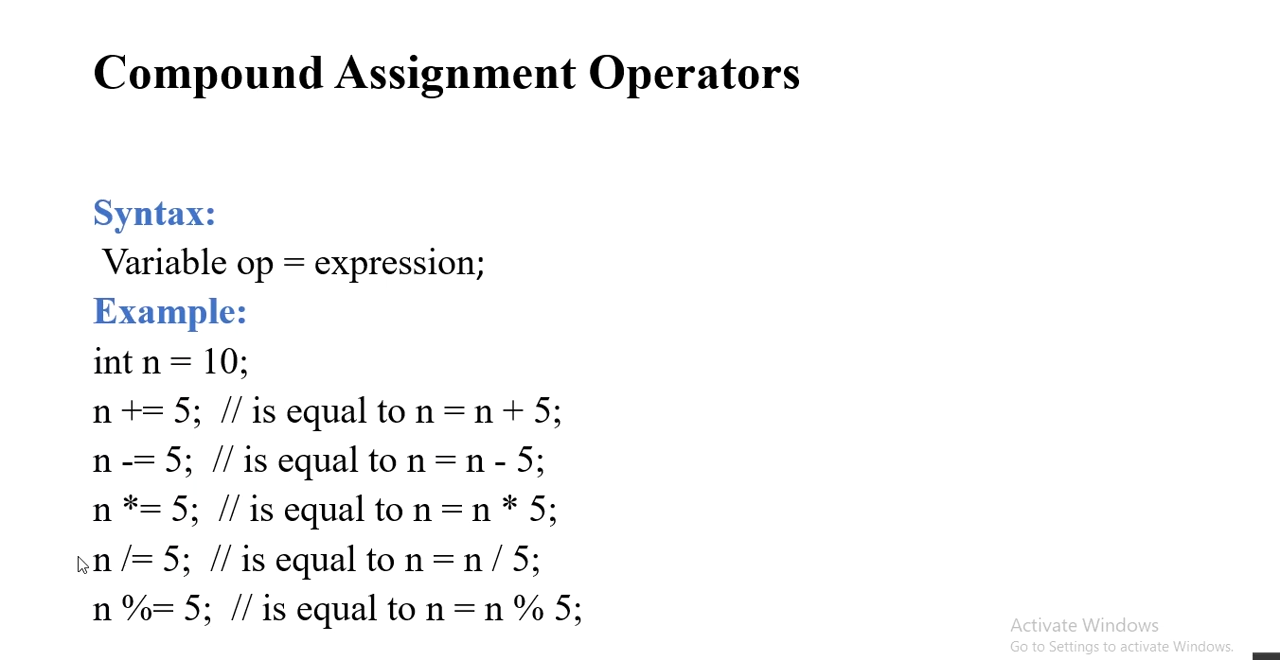 Compound Assignment Operators
Syntax:
Variable op = expression;
Example:
int n = 10;
n += 5;  // is equal to n = n + 5;
n -= 5;  // is equal to n = n - 5;
n *= 5;  // is equal to n = n * 5;
n /= 5;  // is equal to n = n / 5;
n %= 5;  // is equal to n = n % 5;
Activate Windows
Go to Settings to activate Windows.